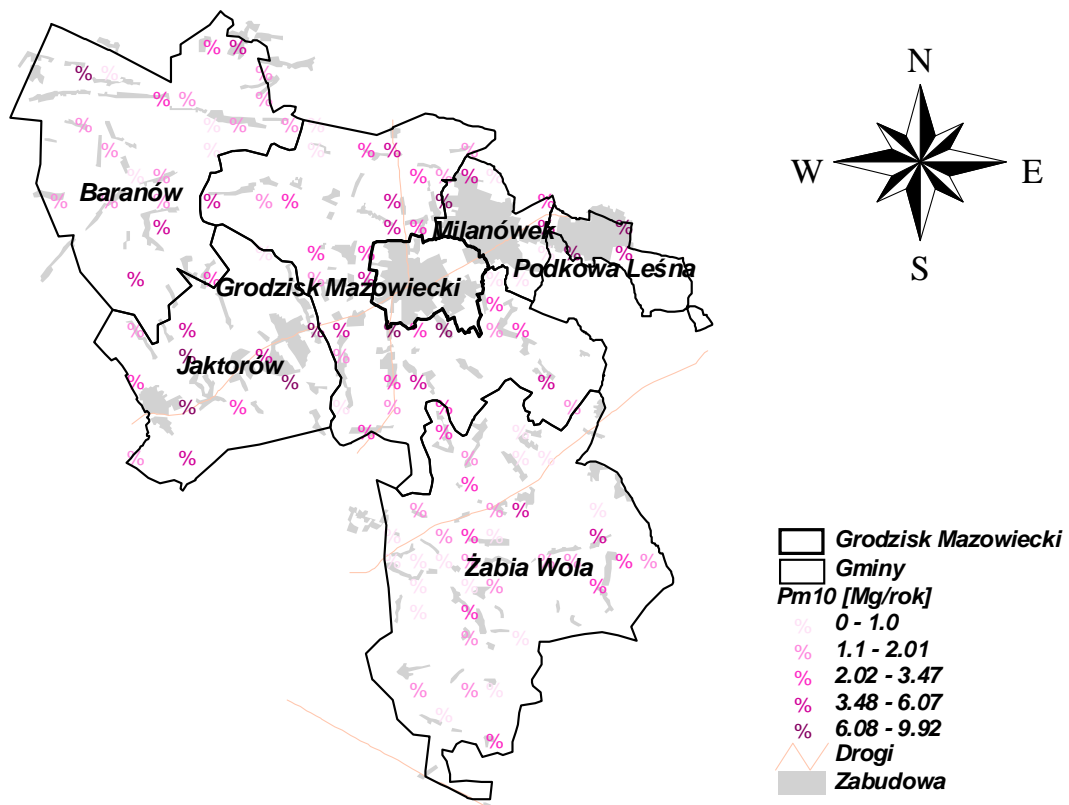 N
W
E
S
Baranów
Milanówek
Podkowa Leśna
Grodzisk Mazowiecki
Jaktorów
Żabia Wola
Grodzisk Mazowiecki
Gminy
Pm10 [Mg/rok]
% 0 - 1.0
% 1.1 - 2.01
% 2.02 - 3.47
% 3.48 - 6.07
% 6.08 - 9.92
Drogi
Zabudowa